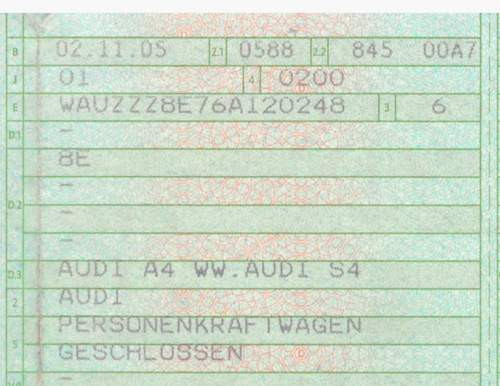 B 02.11.05 2.1 0588 2.2 845 00A7
J 01 4 0200
E WAUZZZ8E76A120248 3 6
D.1 -
8E
-
D.2
-
D.3 AUDI A4 WW.AUDI S4
2 AUDI
PERSONENKRAFTWAGEN
5
GESCHLOSSEN
-